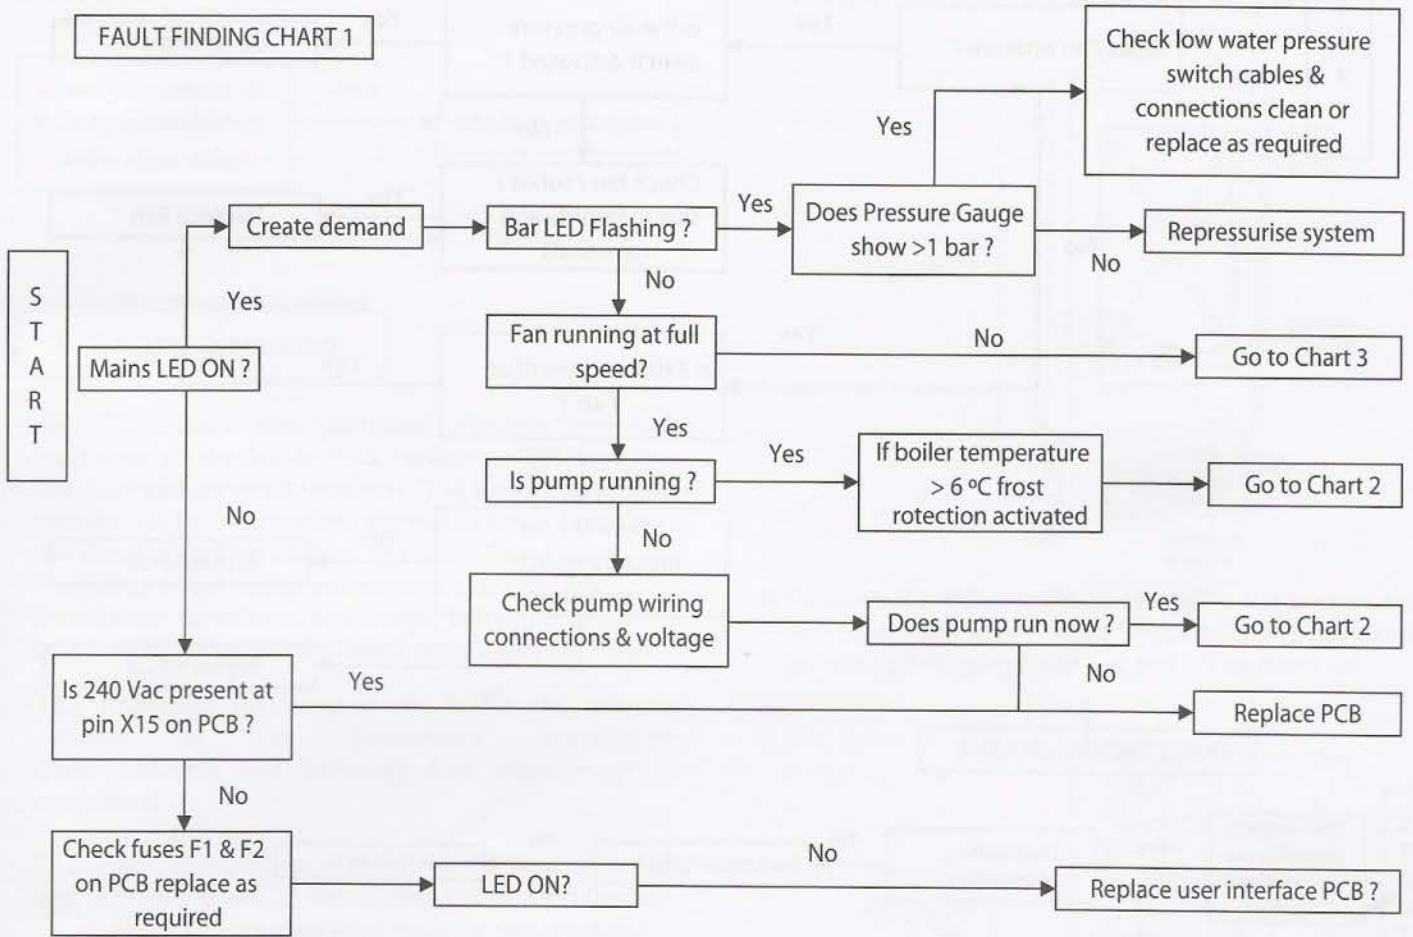 FAULT FINDING CHART 1
Check low water pressure
switch cables &
connections clean or
replace as required
Yes
Create demand
Bar LED Flashing ?
Yes
Does Pressure Gauge
show >1 bar ?
Repressurise system
No
START
Yes
No
Mains LED ON ?
Fan running at full
speed?
No
Go to Chart 3
Yes
Is pump running ?
Yes
If boiler temperature
> 6 ºC frost
rotection activated
Go to Chart 2
No
No
Check pump wiring
connections & voltage
Does pump run now ?
Yes
Go to Chart 2
No
Is 240 Vac present at
pin X15 on PCB ?
Yes
Replace PCB
No
Check fuses F1 & F2
on PCB replace as
required
LED ON?
No
Replace user interface PCB ?